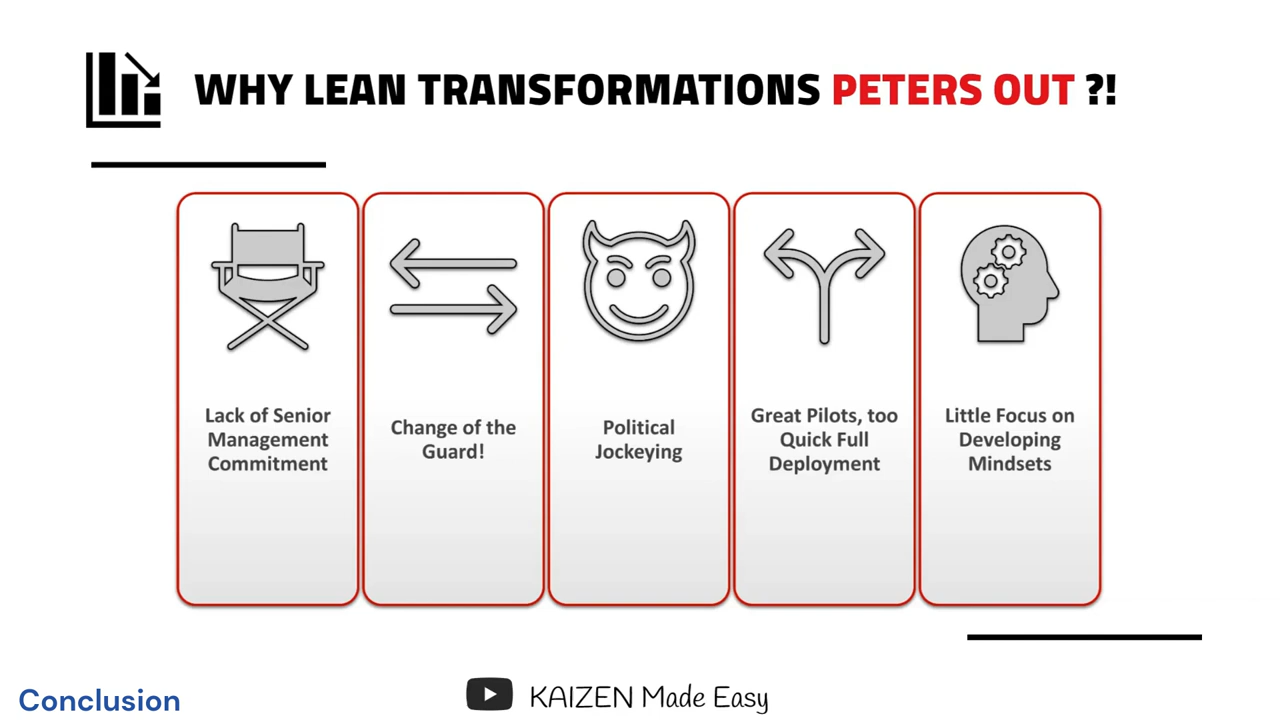 WHY LEAN TRANSFORMATIONS PETERS OUT ?!
Lack of Senior
Management
Commitment
Change of the
Guard!
Political
Jockeying
Great Pilots, too
Quick Full
Deployment
Little Focus on
Developing
Mindsets
Conclusion
KAIZEN Made Easy